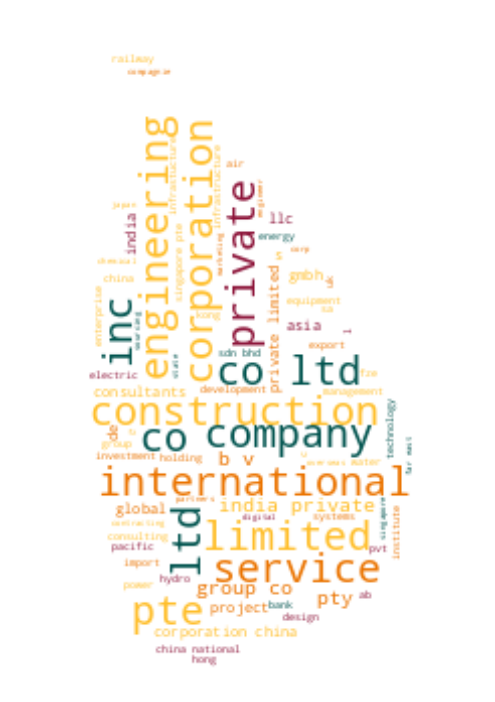 railway
compagnie
engineering
corporation
infrastructure
infrastructure
air
private
engineer
japan
india
llc
energy
corp
singapore pte
marketing
chemical
china
gmbh
uk
enterprise
inc
kong
private limited
equipment
sa
asia
export
sdn bhd
state
electric
co ltd
fze
consultants
development
management
construction
de
co company
technology
far east
group
investment
holding
b v
overseas
water
international
partners
global
india private
singapore
institute
contracting
digital
systems
ltd
limited
consulting
pacific
pvt
import
service
hydro
power
group co
pty
ab
pte
project
bank
design
corporation china
china national
hong